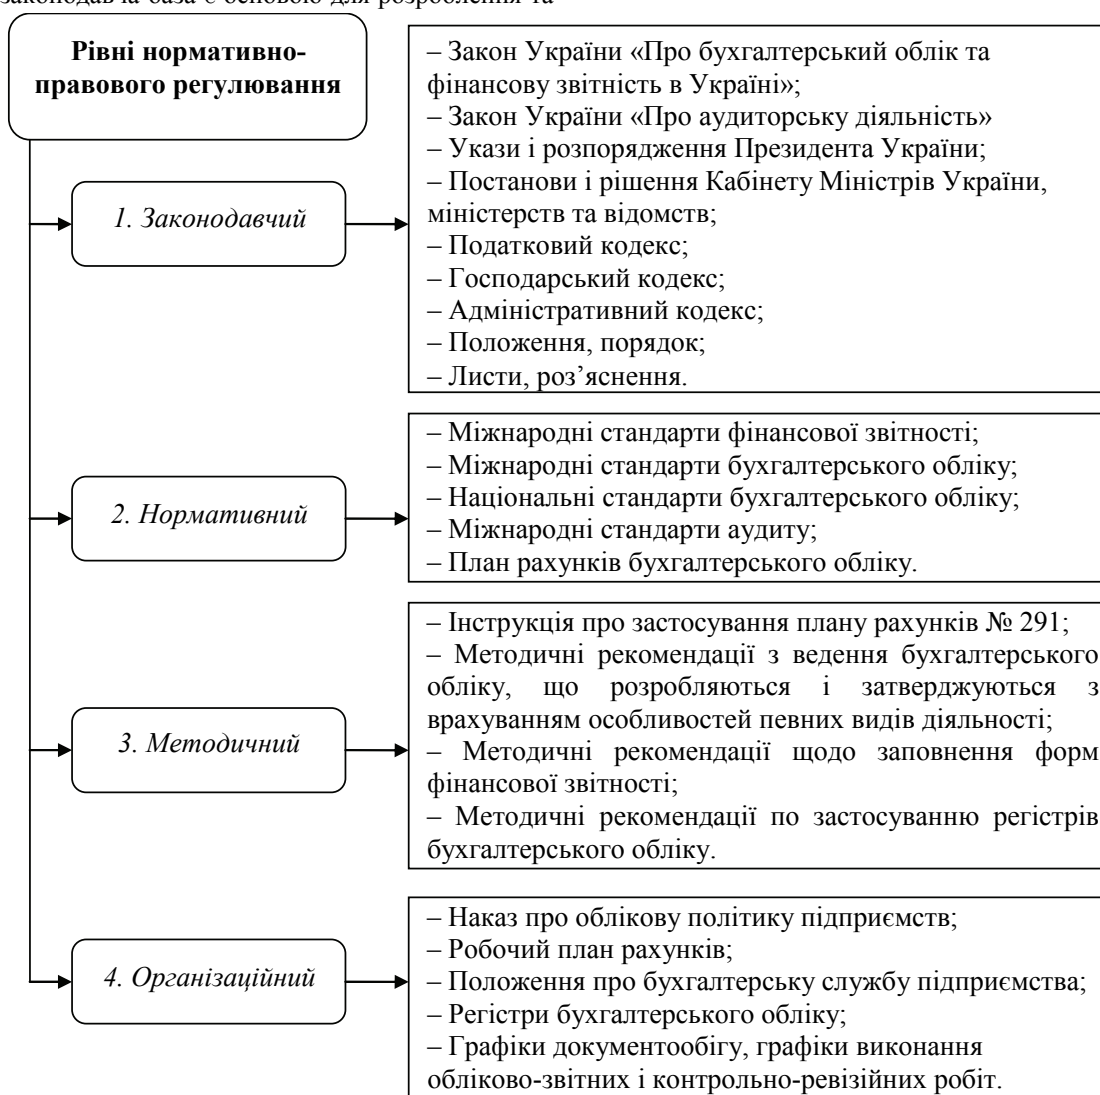 законодавча база є основою для розроблення та
Рівні нормативно-
правового регулювання
– Закон України «Про бухгалтерський облік та
фінансову звітність в Україні»;
– Закон України «Про аудиторську діяльність»
– Укази і розпорядження Президента України;
– Постанови і рішення Кабінету Міністрів України,
міністерств та відомств;
– Податковий кодекс;
– Господарський кодекс;
– Адміністративний кодекс;
– Положення, порядок;
– Листи, роз’яснення.
1. Законодавчий
– Міжнародні стандарти фінансової звітності;
– Міжнародні стандарти бухгалтерського обліку;
– Національні стандарти бухгалтерського обліку;
– Міжнародні стандарти аудиту;
– План рахунків бухгалтерського обліку.
2. Нормативний
– Інструкція про застосування плану рахунків № 291;
– Методичні рекомендації з ведення бухгалтерського
обліку, що розробляються і затверджуються з
врахуванням особливостей певних видів діяльності;
– Методичні рекомендації щодо заповнення форм
фінансової звітності;
– Методичні рекомендації по застосуванню регістрів
бухгалтерського обліку.
3. Методичний
– Наказ про облікову політику підприємств;
– Робочий план рахунків;
– Положення про бухгалтерську службу підприємства;
– Регістри бухгалтерського обліку;
– Графіки документообігу, графіки виконання
обліково-звітних і контрольно-ревізійних робіт.
4. Організаційний